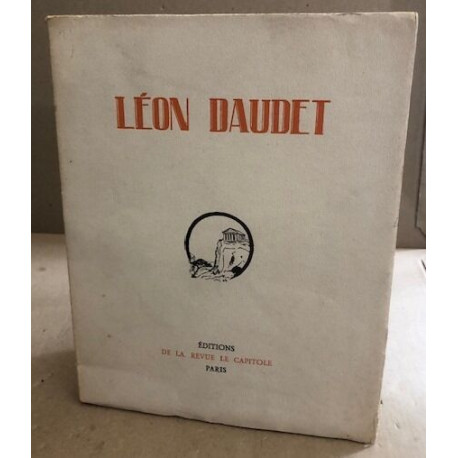 LÉON DAUDET
ÉDITIONS
DE LA REVUE LE CAPITOLE
PARIS